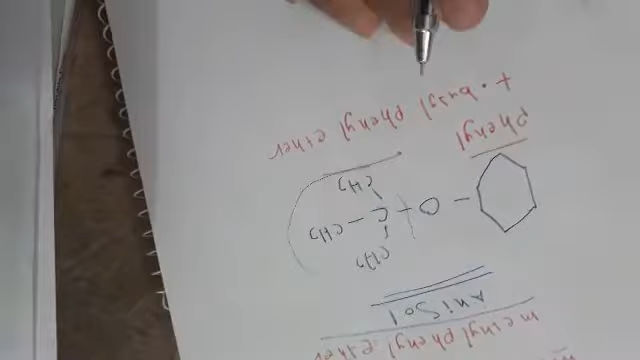 methyl phenyl ether
Anisol
CH3
O - C - CH3
CH3
phenyl
t. butyl phenyl ether